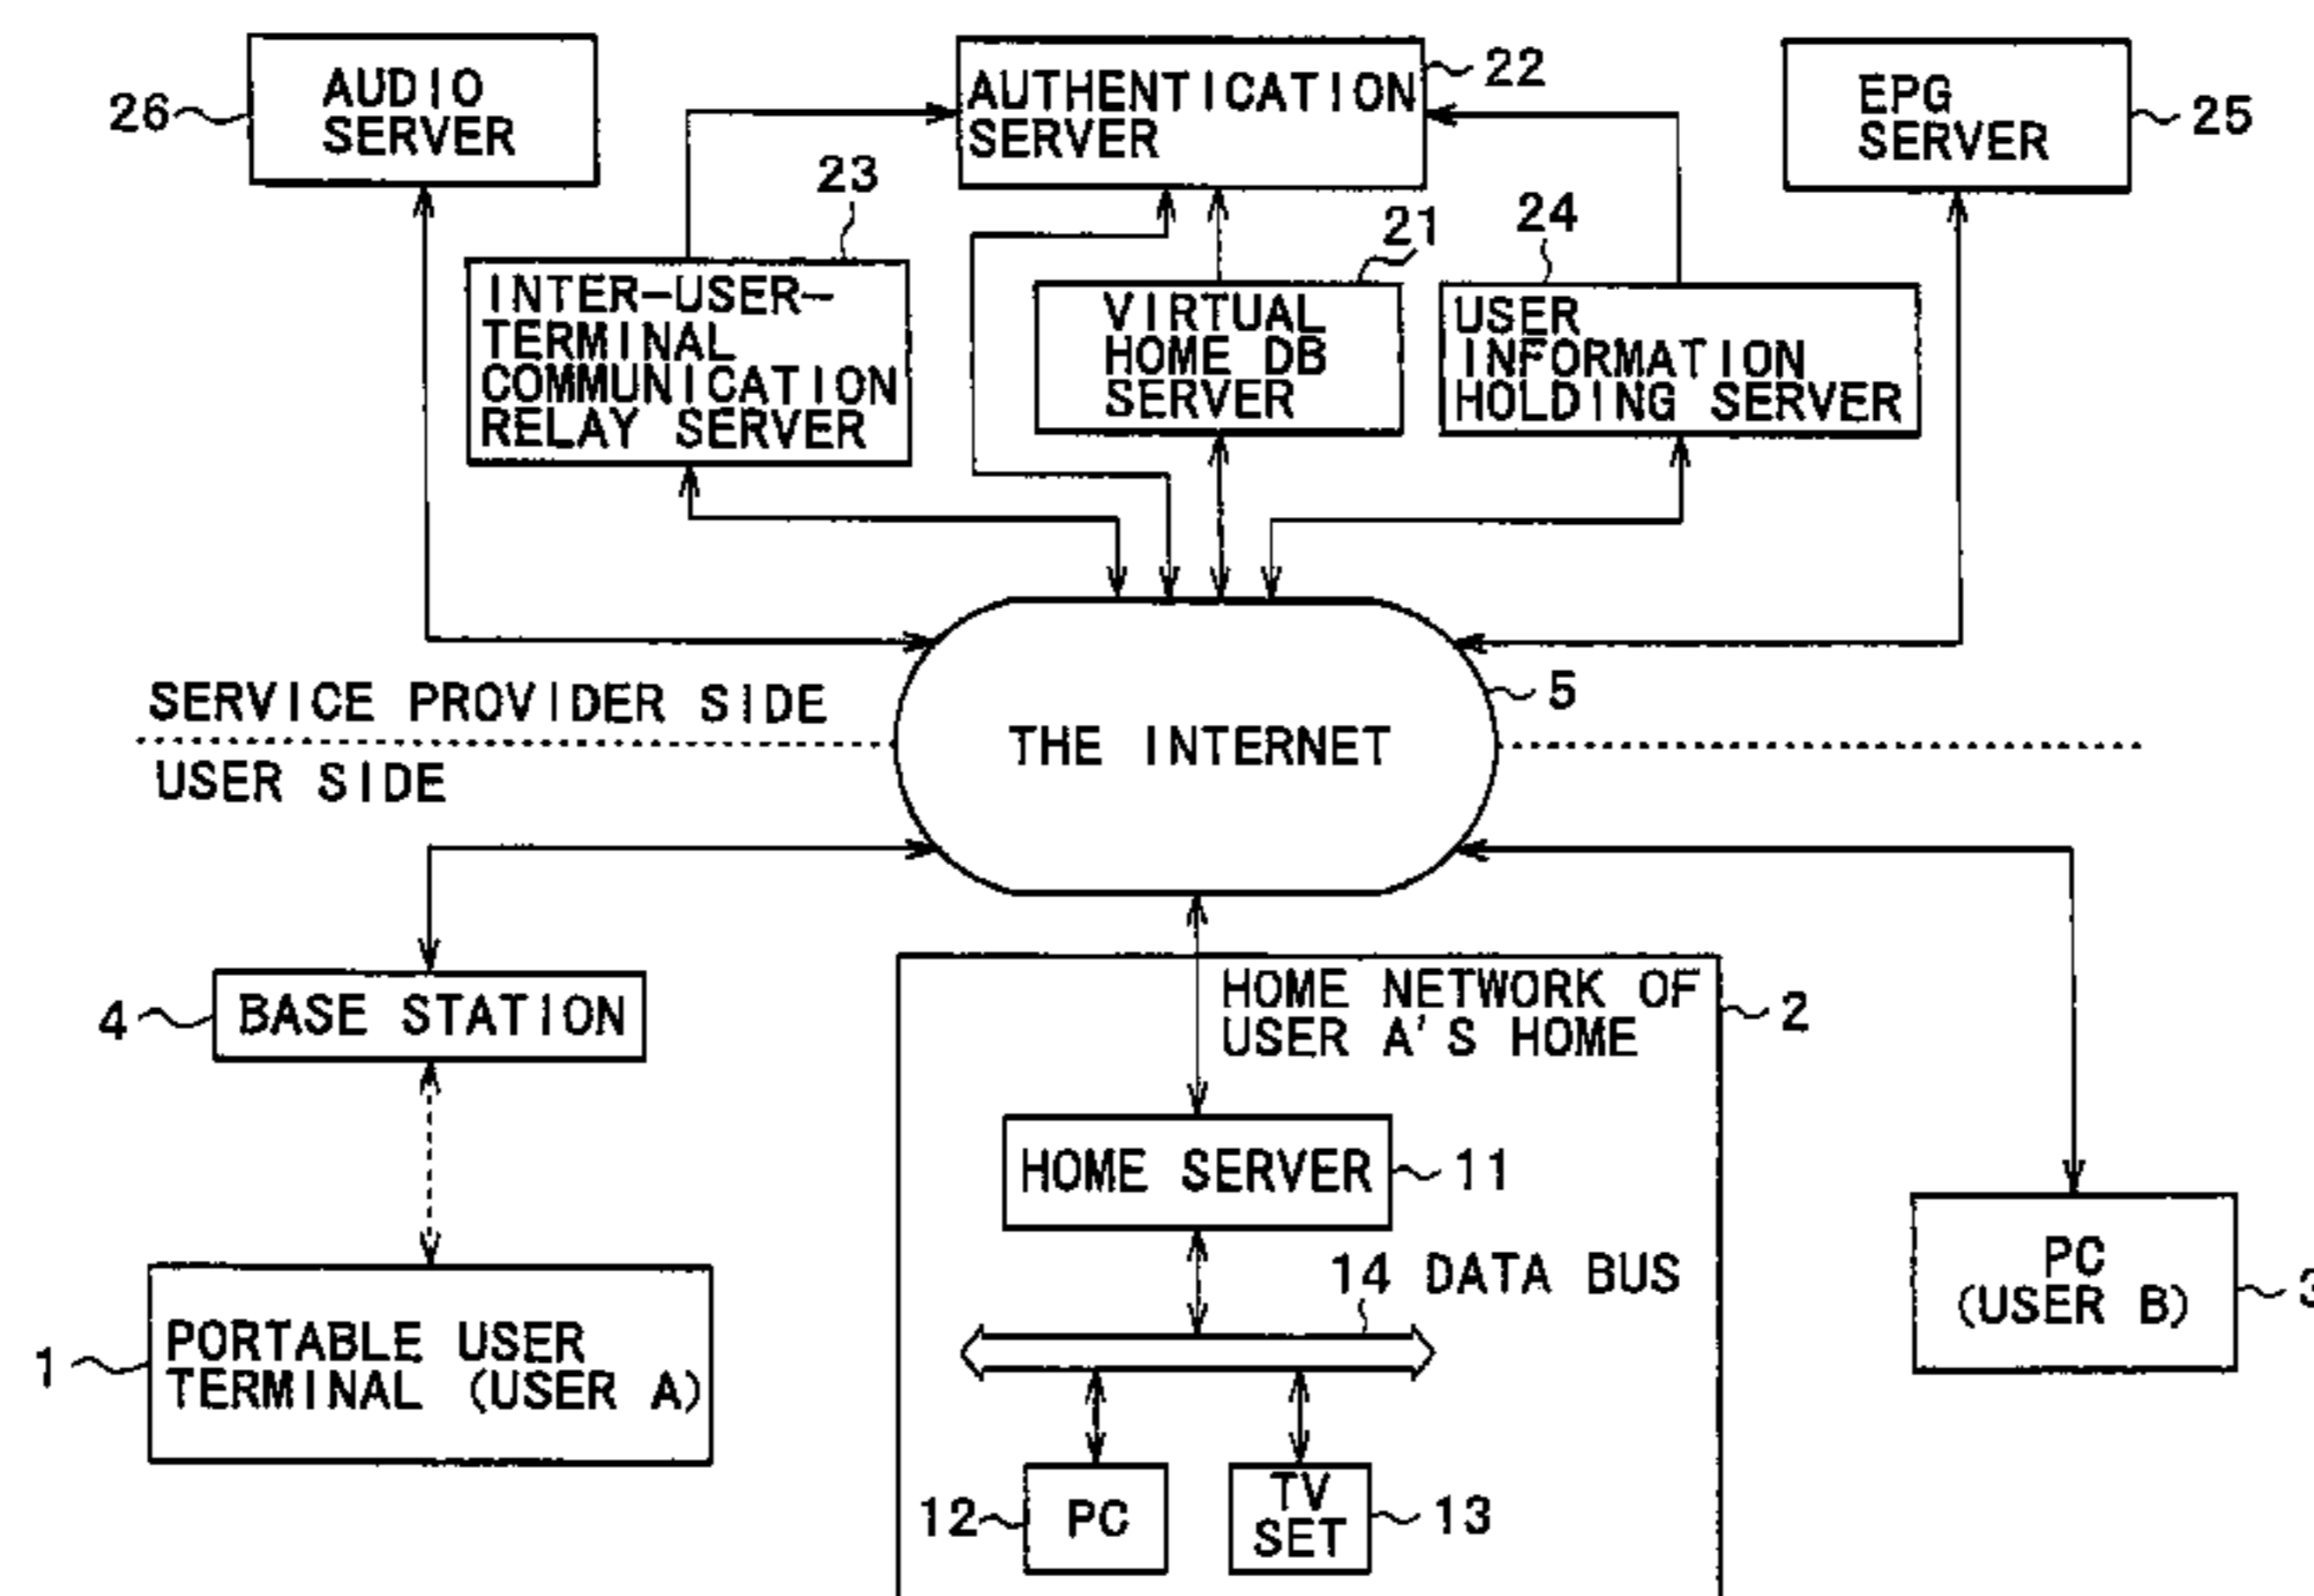 AUDIO
SERVER
26
AUTHENTICATION
SERVER
22
EPG
SERVER
25
23
INTER-USER-
TERMINAL
COMMUNICATION
RELAY SERVER
21
VIRTUAL
HOME DB
SERVER
24
USER
INFORMATION
HOLDING SERVER
SERVICE PROVIDER SIDE
USER SIDE
THE INTERNET
5
4
BASE STATION
HOME NETWORK OF
USER A'S HOME
2
HOME SERVER
11
14 DATA BUS
1
PORTABLE USER
TERMINAL (USER A)
PC
(USER B)
3
12
PC
TV
SET
13